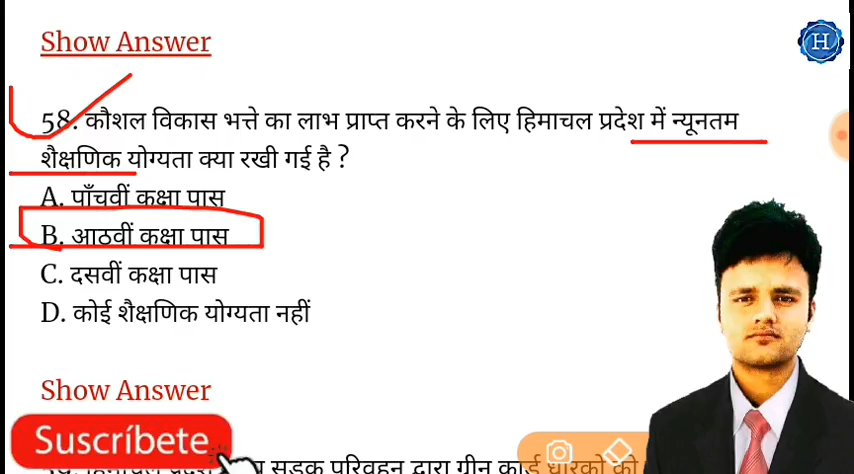 Show Answer
H
58. कौशल विकास भत्ते का लाभ प्राप्त करने के लिए हिमाचल प्रदेश में न्यूनतम
शैक्षणिक योग्यता क्या रखी गई है ?
A. पाँचवीं कक्षा पास
B. आठवीं कक्षा पास
C. दसवीं कक्षा पास
D. कोई शैक्षणिक योग्यता नहीं
Show Answer
Suscríbete
सड़क परिवहन द्वारा ग्रीन कार्ड धारकों को